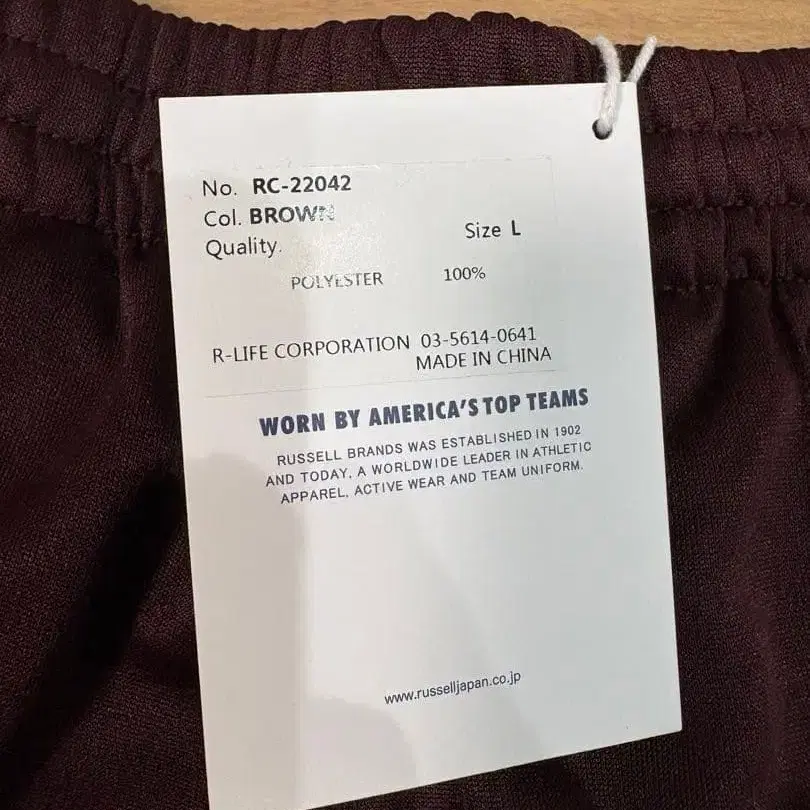 No. RC-22042
Col. BROWN
Quality.
Size L
POLYESTER 100%
R-LIFE CORPORATION 03-5614-0641
MADE IN CHINA
WORN BY AMERICA'S TOP TEAMS
RUSSELL BRANDS WAS ESTABLISHED IN 1902
AND TODAY, A WORLDWIDE LEADER IN ATHLETIC
APPAREL, ACTIVE WEAR AND TEAM UNIFORM.
www.russelljapan.co.jp